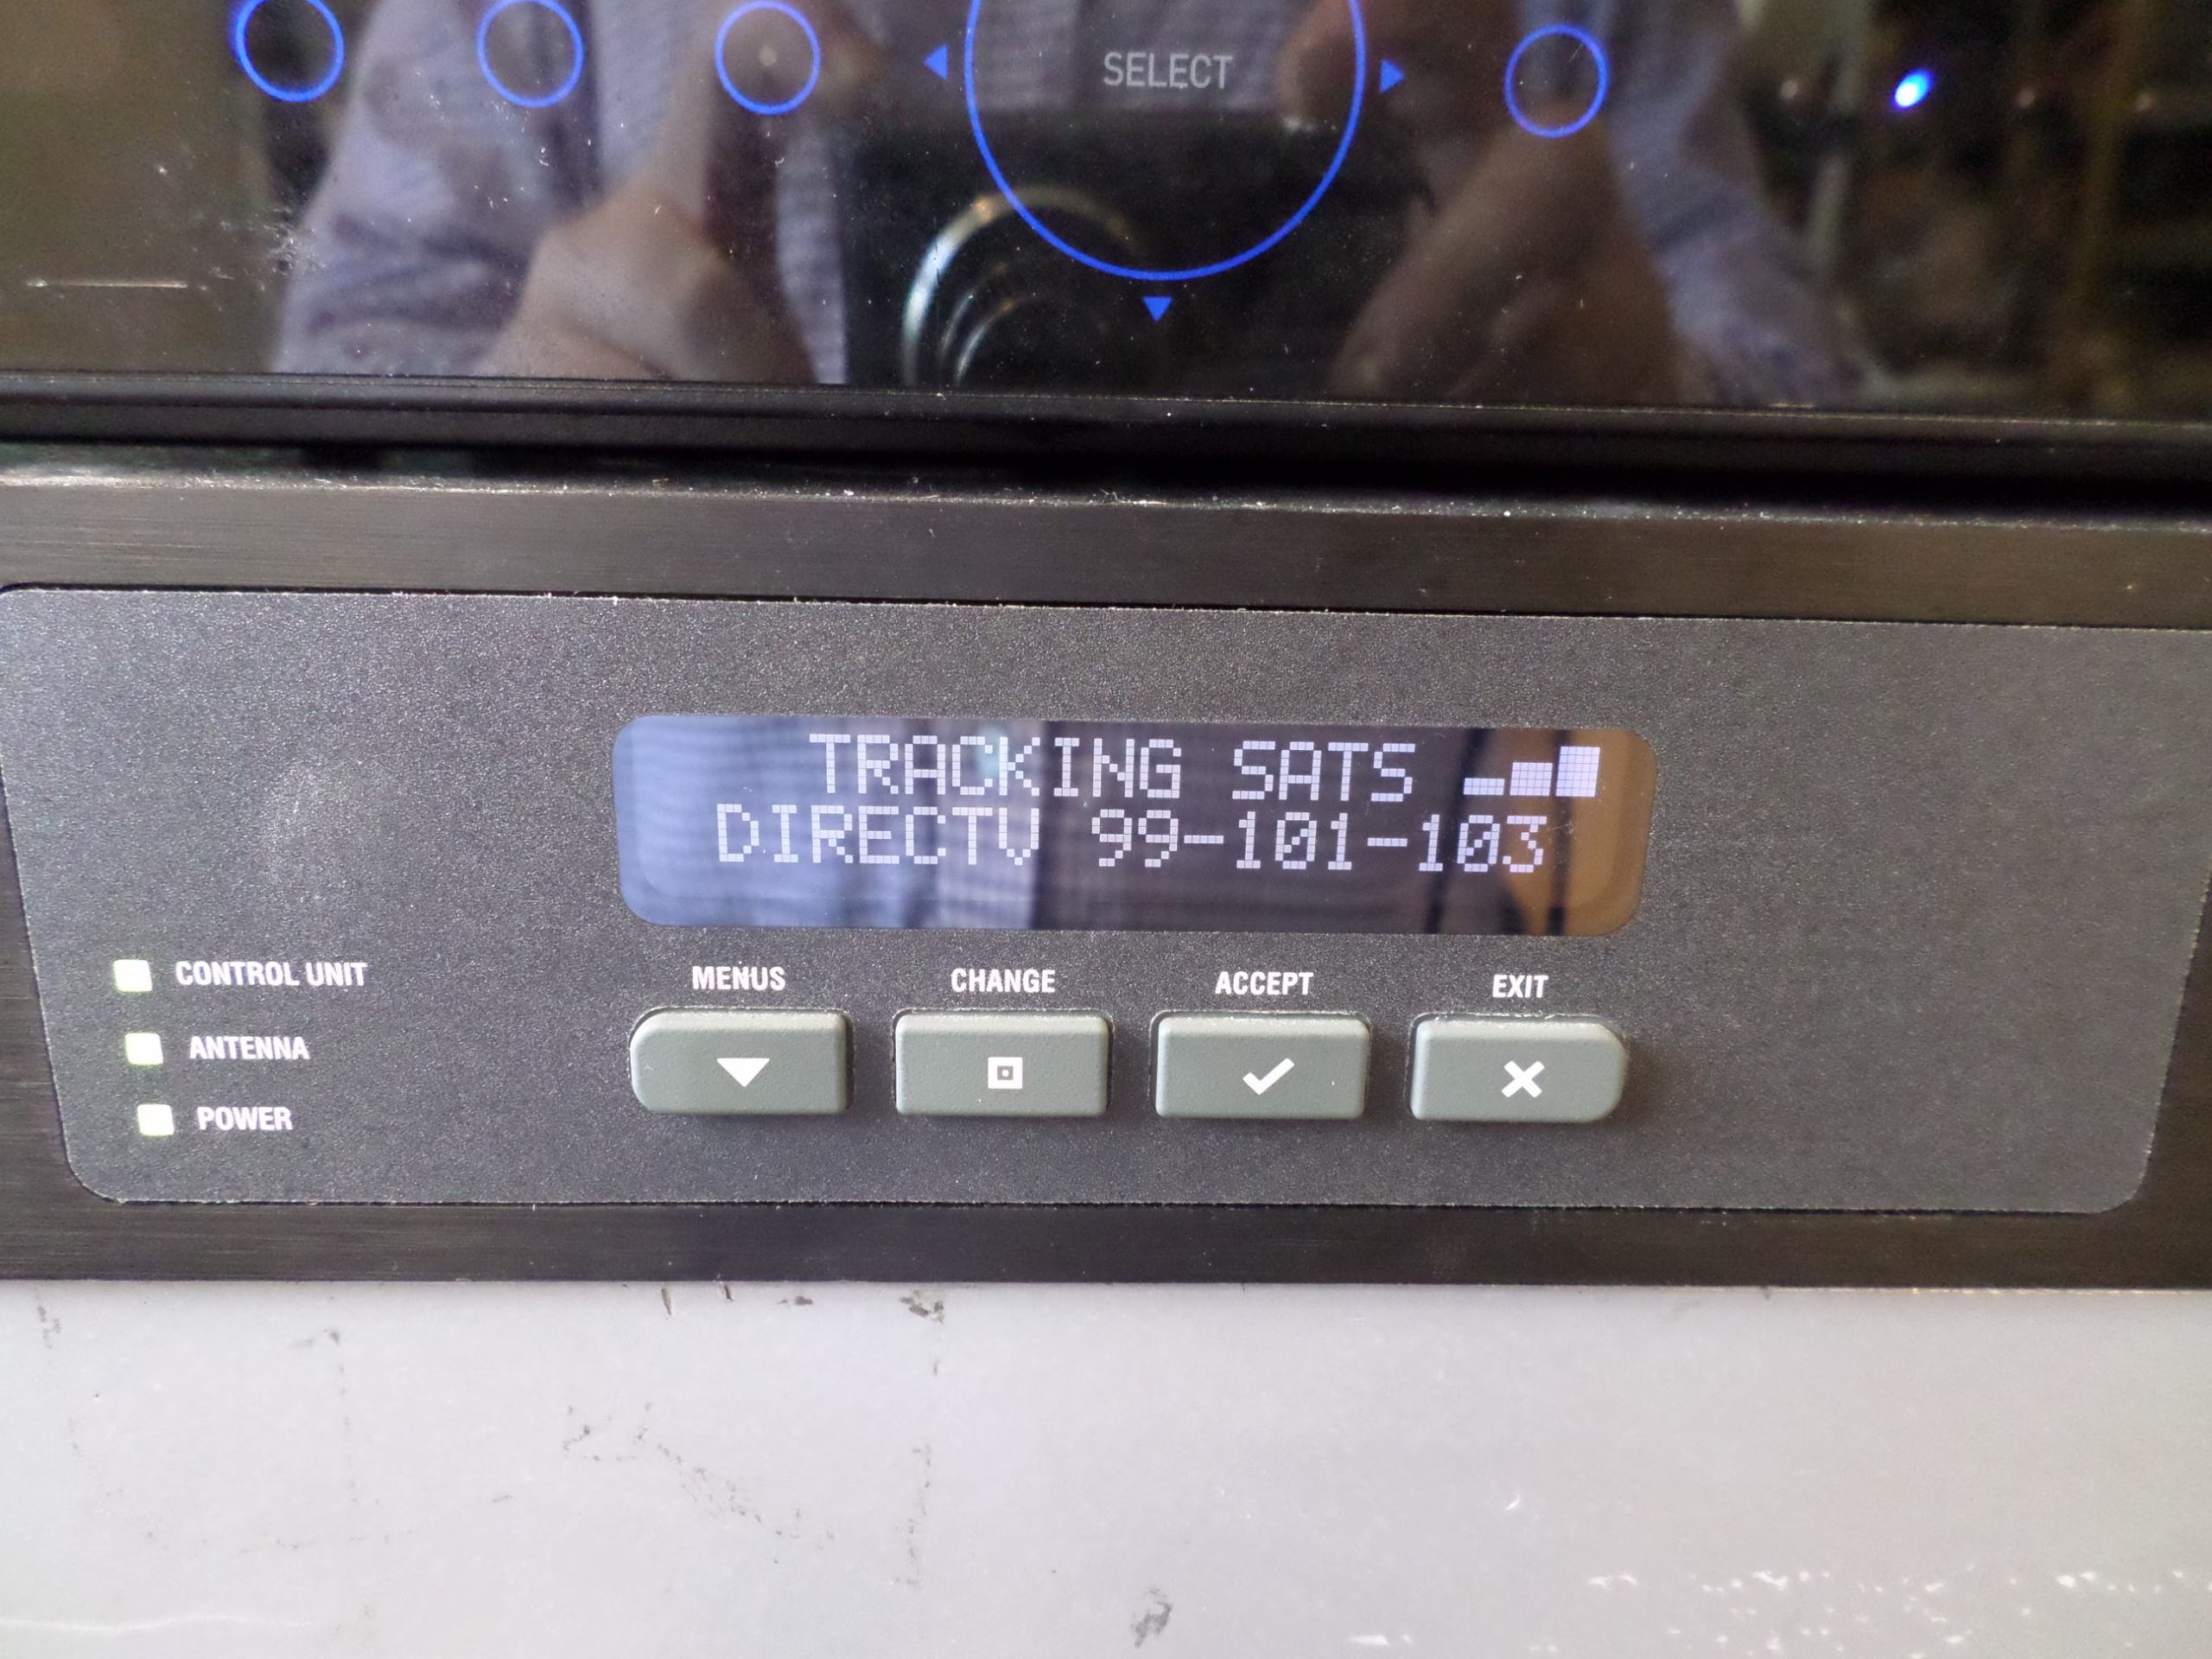 SELECT
TRACKING SATS
DIRECTV 99-101-103
CONTROL UNIT
ANTENNA
POWER
MENUS CHANGE ACCEPT EXIT